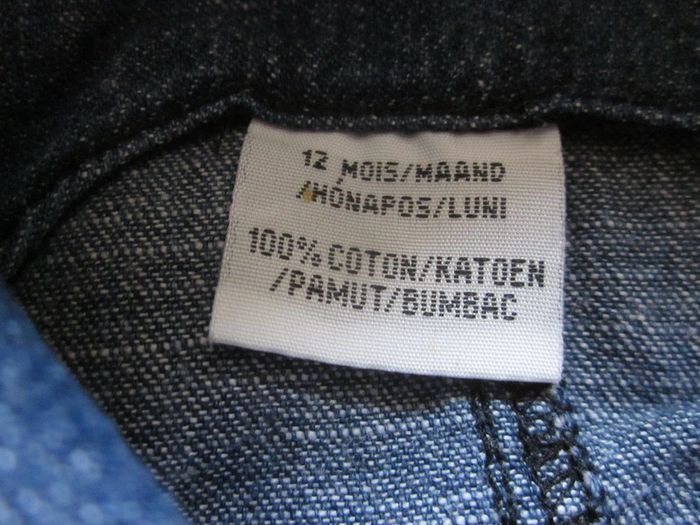 12 MOIS/MAAND
/HÓNAPOS/LUNI
100% COTON/KATOEN
/PAMUT/BUMBAC